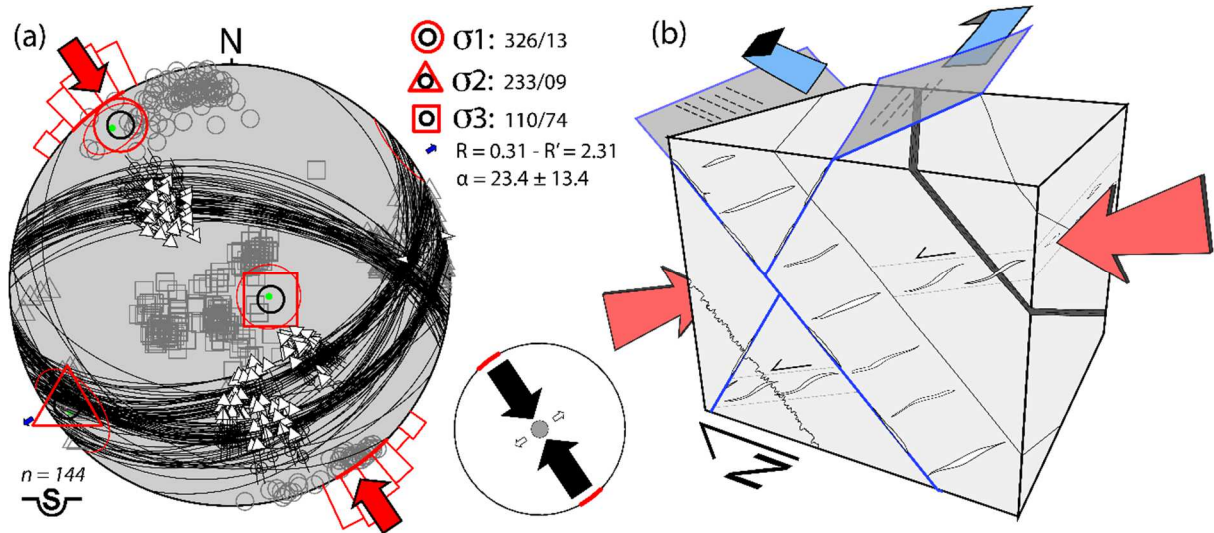 (a)
N
σ1: 326/13
σ2: 233/09
σ3: 110/74
R = 0.31 - R' = 2.31
α = 23.4 ± 13.4
n = 144
S
(b)
N